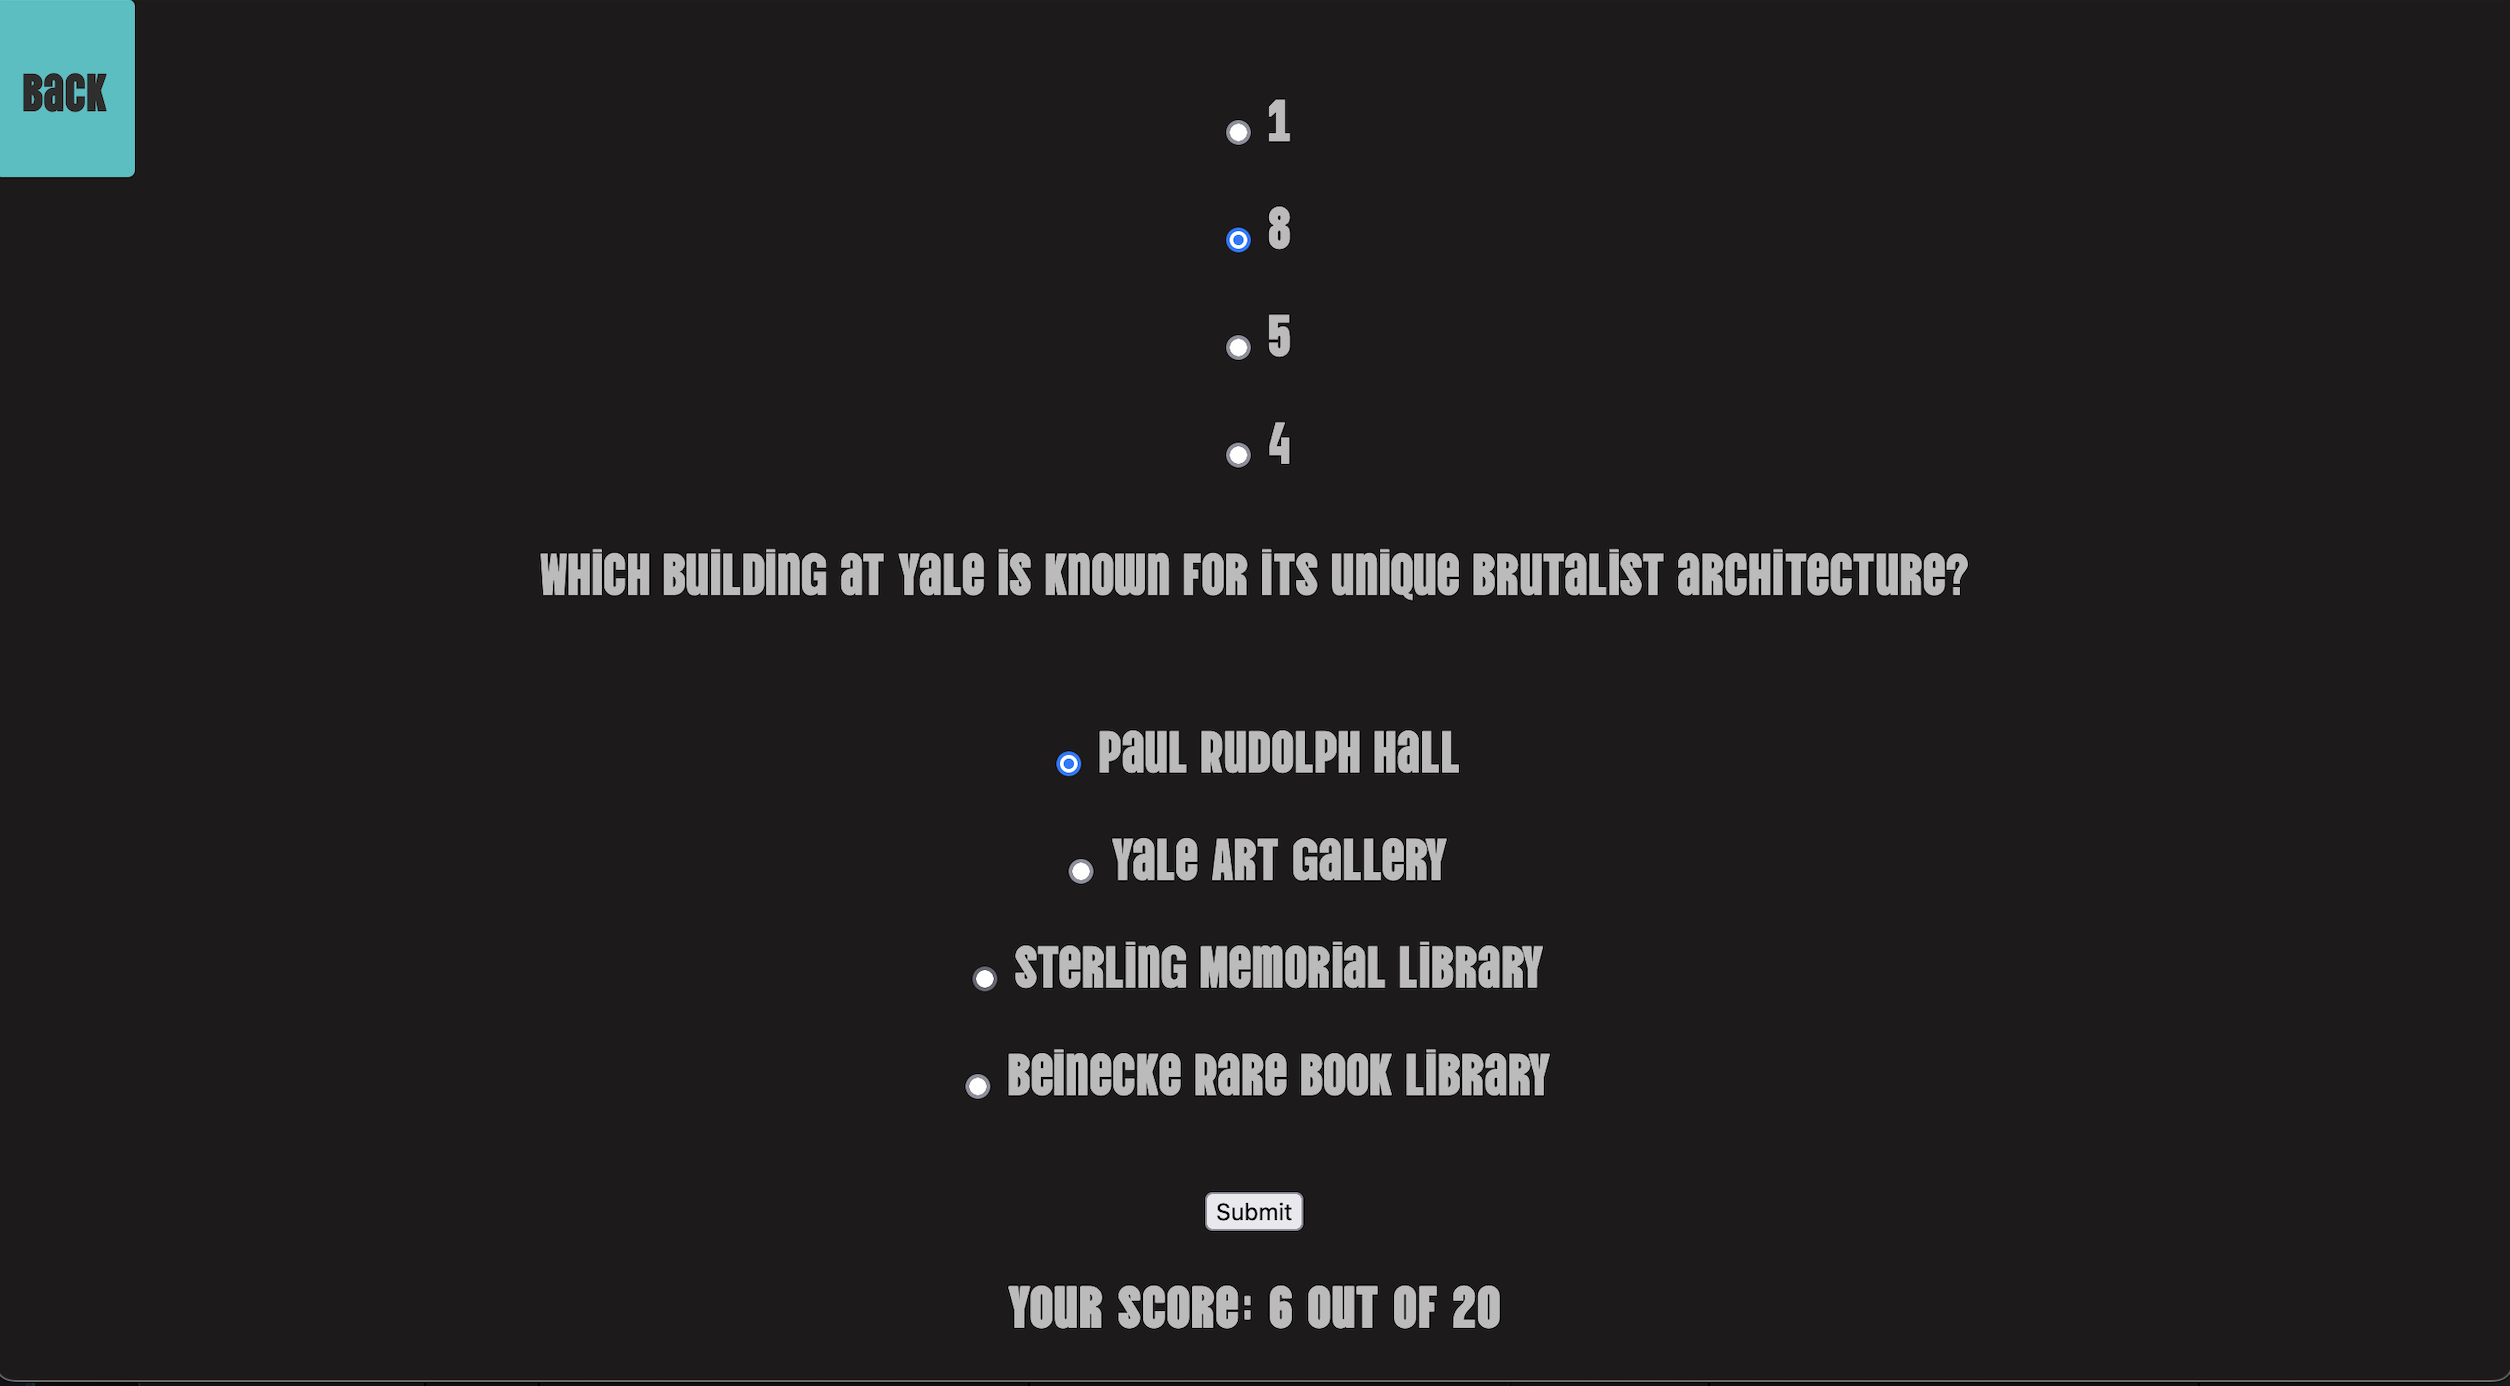 Back
1
8
5
4
Which building at Yale is known for its unique brutalist architecture?
Paul Rudolph Hall
Yale Art Gallery
Sterling Memorial Library
Beinecke Rare Book Library
Submit
Your score: 6 out of 20